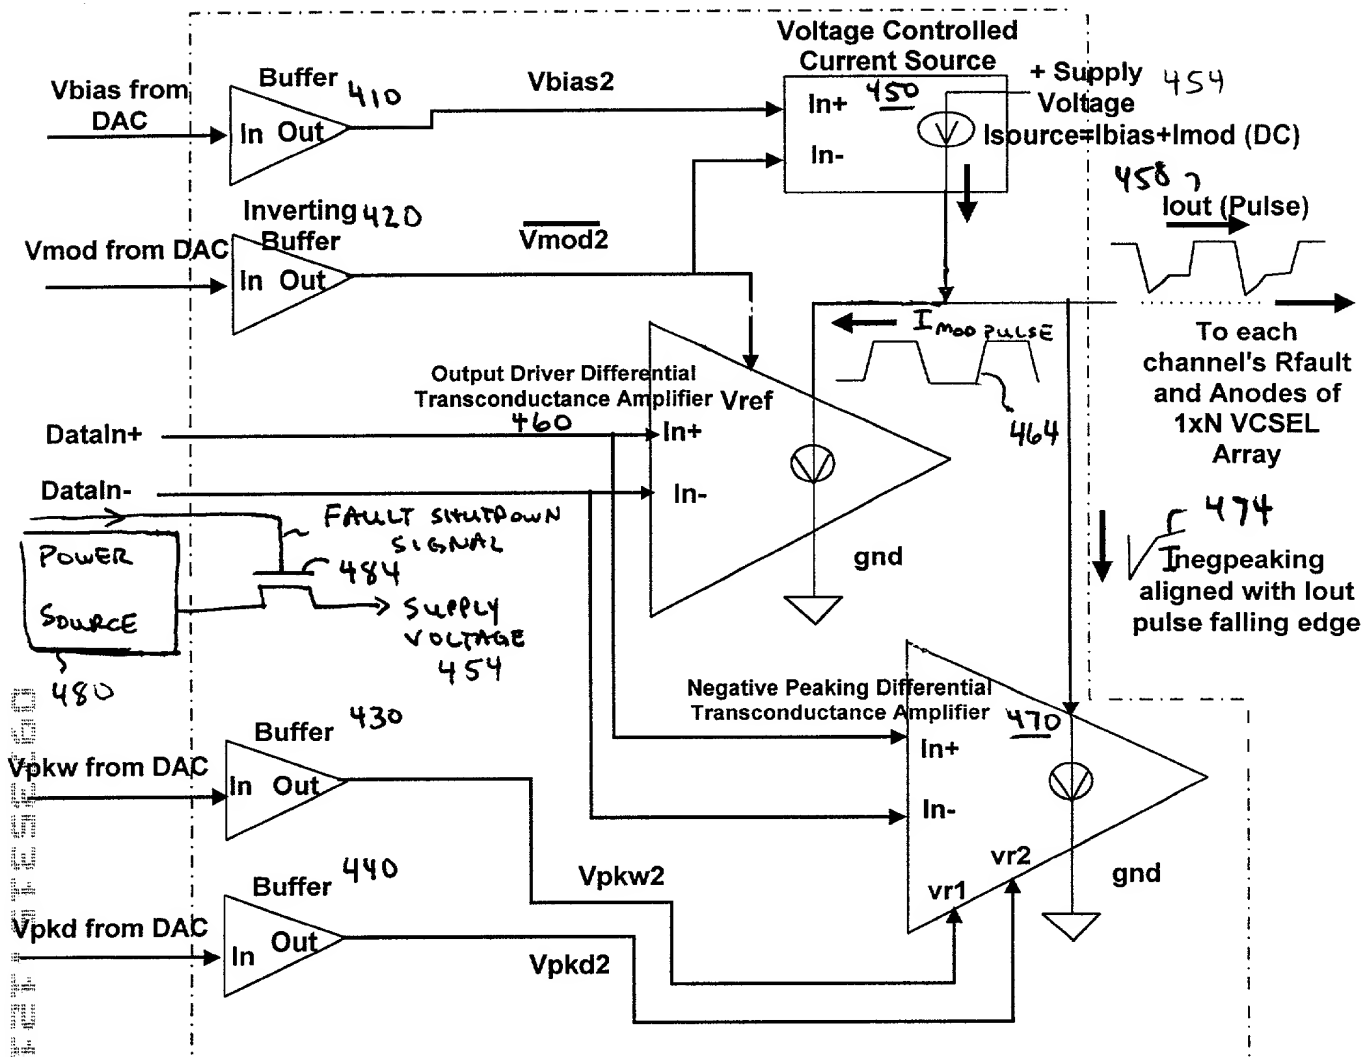 Voltage Controlled
Current Source
450
In+
In-
+ Supply
Voltage
454
Isource=Ibias+Imod (DC)
Vbias from
DAC
Buffer
410
In Out
Vbias2
458
Iout (Pulse)
Inverting
Buffer
420
Vmod from DAC
In Out
Vmod2
I MOD PULSE
464
To each
channel's Rfault
and Anodes of
1xN VCSEL
Array
Output Driver Differential
Transconductance Amplifier
460
Vref
In+
In-
gnd
DataIn+
DataIn-
FAULT SHUTDOWN
SIGNAL
484
POWER
SOURCE
480
SUPPLY
VOLTAGE
454
474
Inegpeaking
aligned with Iout
pulse falling edge
Negative Peaking Differential
Transconductance Amplifier
470
In+
In-
vr2
vr1
gnd
Buffer
430
Vpkw from DAC
In Out
Vpkw2
Buffer
440
Vpkd from DAC
In Out
Vpkd2